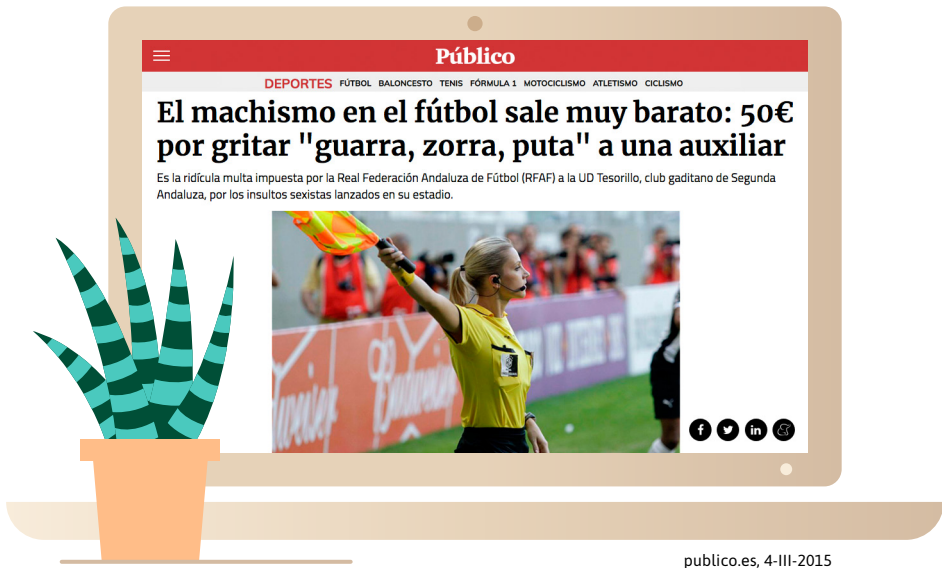 Público
DEPORTES FÚTBOL BALONCESTO TENIS FÓRMULA 1 MOTOCICLISMO ATLETISMO CICLISMO
El machismo en el fútbol sale muy barato: 50€
por gritar "guarra, zorra, puta" a una auxiliar
Es la ridícula multa impuesta por la Real Federación Andaluza de Fútbol (RFAF) a la UD Tesorillo, club gaditano de Segunda
Andaluza, por los insultos sexistas lanzados en su estadio.
Budweiser
publico.es, 4-III-2015